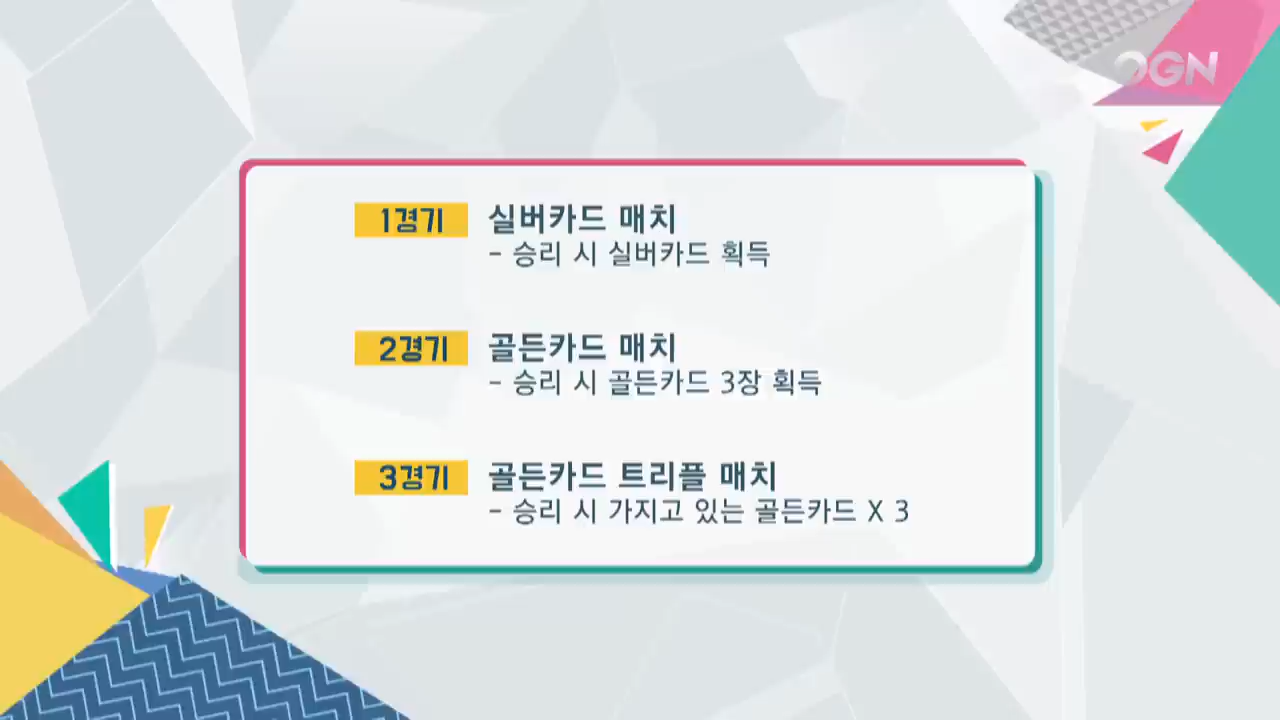 OGN
1경기 실버카드 매치
- 승리 시 실버카드 획득
2경기 골든카드 매치
- 승리 시 골든카드 3장 획득
3경기 골든카드 트리플 매치
- 승리 시 가지고 있는 골든카드 X 3